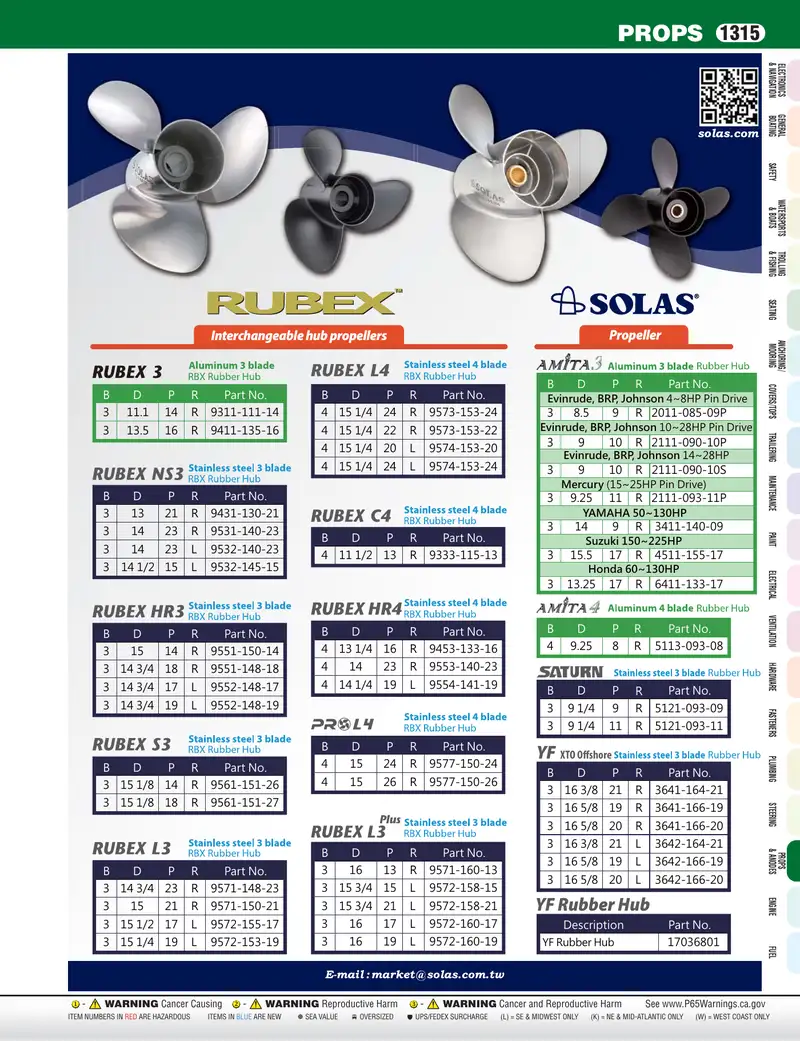 PROPS 1315
solas.com
RUBEX™
Interchangeable hub propellers
SOLAS®
Propeller
RUBEX 3
Aluminum 3 blade
RBX Rubber Hub
B D P R Part No.
3 11.1 14 R 9311-111-14
3 13.5 16 R 9411-135-16
RUBEX NS3
Stainless steel 3 blade
RBX Rubber Hub
B D P R Part No.
3 13 21 R 9431-130-21
3 14 23 R 9531-140-23
3 14 23 L 9532-140-23
3 14 1/2 15 L 9532-145-15
RUBEX HR3
Stainless steel 3 blade
RBX Rubber Hub
B D P R Part No.
3 15 14 R 9551-150-14
3 14 3/4 18 R 9551-148-18
3 14 3/4 17 L 9552-148-17
3 14 3/4 19 L 9552-148-19
RUBEX S3
Stainless steel 3 blade
RBX Rubber Hub
B D P R Part No.
3 15 1/8 14 R 9561-151-26
3 15 1/8 18 R 9561-151-27
RUBEX L3
Stainless steel 3 blade
RBX Rubber Hub
B D P R Part No.
3 14 3/4 23 R 9571-148-23
3 15 21 R 9571-150-21
3 15 1/2 17 L 9572-155-17
3 15 1/4 19 L 9572-153-19
RUBEX L4
Stainless steel 4 blade
RBX Rubber Hub
B D P R Part No.
4 15 1/4 24 R 9573-153-24
4 15 1/4 22 R 9573-153-22
4 15 1/4 20 L 9574-153-20
4 15 1/4 24 L 9574-153-24
RUBEX C4
Stainless steel 4 blade
RBX Rubber Hub
B D P R Part No.
4 11 1/2 13 R 9333-115-13
RUBEX HR4
Stainless steel 4 blade
RBX Rubber Hub
B D P R Part No.
4 13 1/4 16 R 9453-133-16
4 14 23 R 9553-140-23
4 14 1/4 19 L 9554-141-19
PRO L4
Stainless steel 4 blade
RBX Rubber Hub
B D P R Part No.
4 15 24 R 9577-150-24
4 15 26 R 9577-150-26
RUBEX L3 Plus
Stainless steel 3 blade
RBX Rubber Hub
B D P R Part No.
3 16 13 R 9571-160-13
3 15 3/4 15 L 9572-158-15
3 15 3/4 21 L 9572-158-21
3 16 17 L 9572-160-17
3 16 19 L 9572-160-19
AMITA 3 Aluminum 3 blade Rubber Hub
B D P R Part No.
Evinrude, BRP, Johnson 4~8HP Pin Drive
3 8.5 9 R 2011-085-09P
Evinrude, BRP, Johnson 10~28HP Pin Drive
3 9 10 R 2111-090-10P
Evinrude, BRP, Johnson 14~28HP
3 9 10 R 2111-090-10S
Mercury (15~25HP Pin Drive)
3 9.25 11 R 2111-093-11P
YAMAHA 50~130HP
3 14 9 R 3411-140-09
Suzuki 150~225HP
3 15.5 17 R 4511-155-17
Honda 60~130HP
3 13.25 17 R 6411-133-17
AMITA 4 Aluminum 4 blade Rubber Hub
B D P R Part No.
4 9.25 8 R 5113-093-08
SATURN Stainless steel 3 blade Rubber Hub
B D P R Part No.
3 9 1/4 9 R 5121-093-09
3 9 1/4 11 R 5121-093-11
YF XTO Offshore Stainless steel 3 blade Rubber Hub
B D P R Part No.
3 16 3/8 21 R 3641-164-21
3 16 5/8 19 R 3641-166-19
3 16 5/8 20 R 3641-166-20
3 16 3/8 21 L 3642-164-21
3 16 5/8 19 L 3642-166-19
3 16 5/8 20 L 3642-166-20
YF Rubber Hub
Description Part No.
YF Rubber Hub 17036801
E-mail : market@solas.com.tw
ELECTRONICS & NAVIGATION
GENERAL BOATING
SAFETY
WATERSPORTS & BOATS
TROLLING & FISHING
SEATING
ANCHORING/ MOORING
COVERS/TOPS
TRAILERING
MAINTENANCE
PAINT
ELECTRICAL
VENTILATION
HARDWARE
FASTENERS
PLUMBING
STEERING
PROPS & ANODES
ENGINE
FUEL
1 - WARNING Cancer Causing 2 - WARNING Reproductive Harm 3 - WARNING Cancer and Reproductive Harm See www.P65Warnings.ca.gov
ITEM NUMBERS IN RED ARE HAZARDOUS ITEMS IN BLUE ARE NEW SEA VALUE OVERSIZED UPS/FEDEX SURCHARGE (L) = SE & MIDWEST ONLY (K) = NE & MID-ATLANTIC ONLY (W) = WEST COAST ONLY